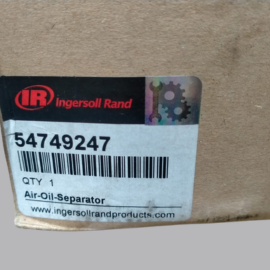 IR Ingersoll Rand
54749247
QTY 1
Air-Oil-Separator
www.ingersollrandproducts.com